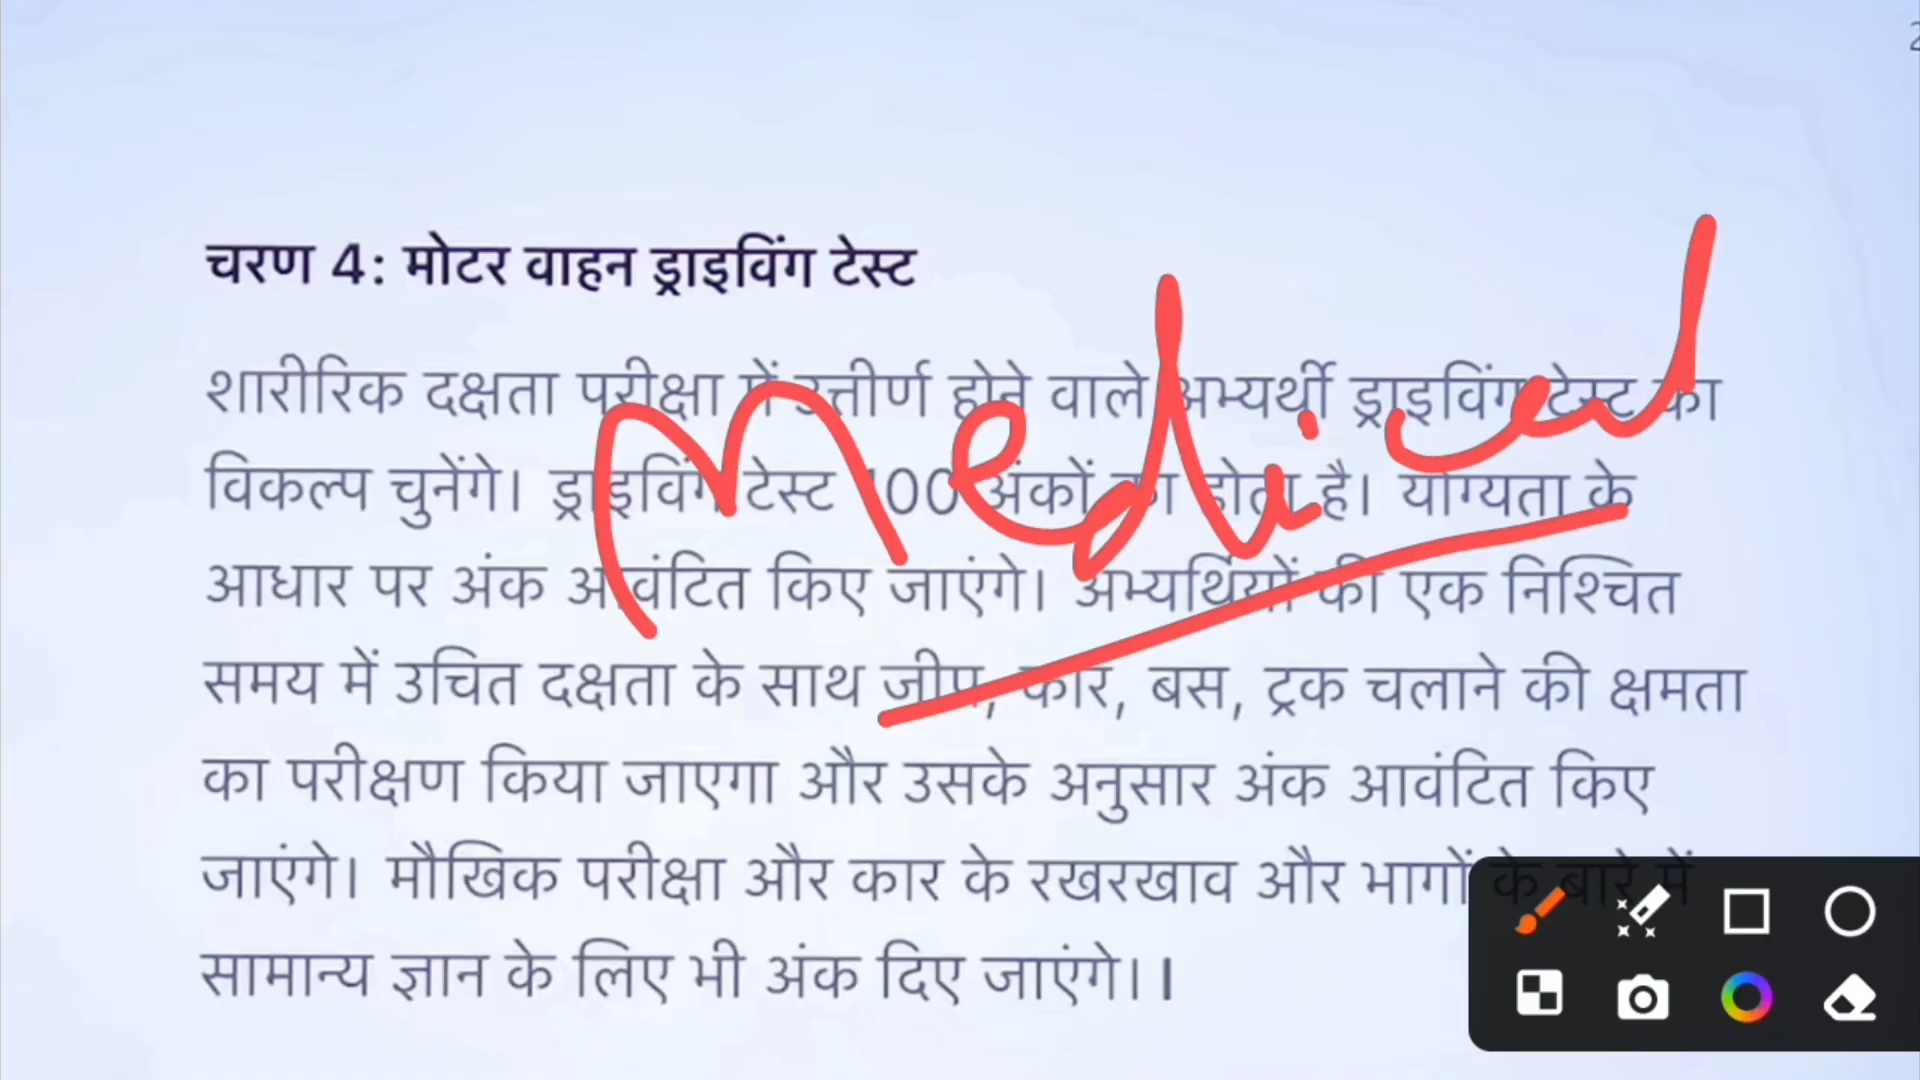 2
चरण 4: मोटर वाहन ड्राइविंग टेस्ट
शारीरिक दक्षता परीक्षा में उत्तीर्ण होने वाले अभ्यर्थी ड्राइविंग टेस्ट का
विकल्प चुनेंगे। ड्राइविंग टेस्ट 100 अंकों का होता है। योग्यता के
आधार पर अंक आवंटित किए जाएंगे। अभ्यर्थियों की एक निश्चित
समय में उचित दक्षता के साथ जीप, कार, बस, ट्रक चलाने की क्षमता
का परीक्षण किया जाएगा और उसके अनुसार अंक आवंटित किए
जाएंगे। मौखिक परीक्षा और कार के रखरखाव और भागों के बारे में
सामान्य ज्ञान के लिए भी अंक दिए जाएंगे।।
Medical